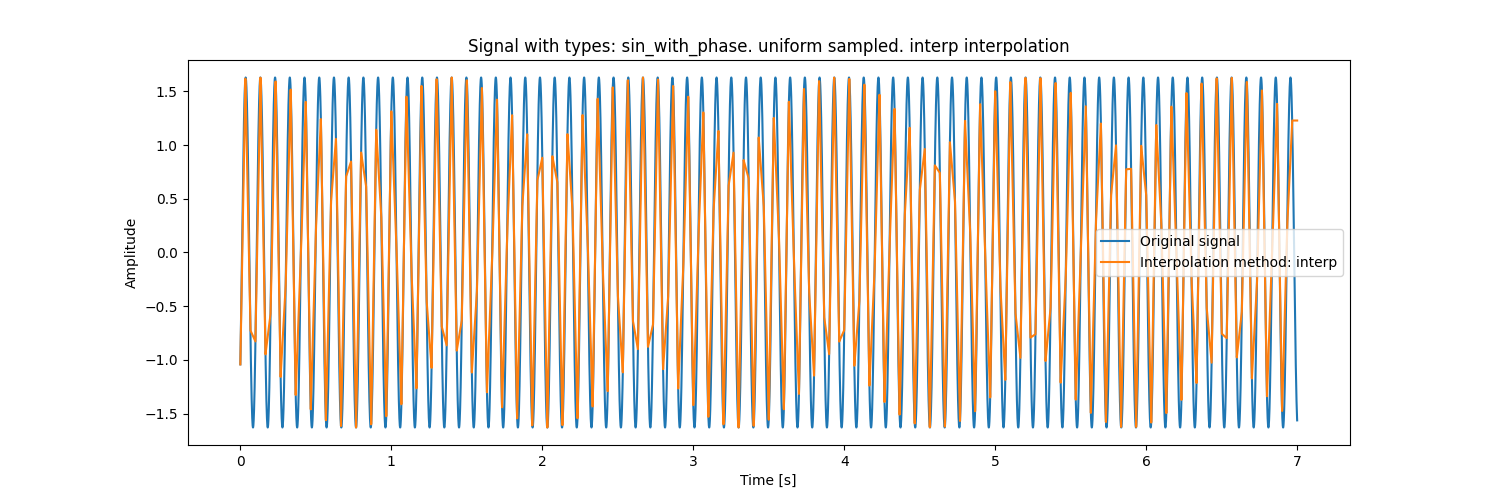 Signal with types: sin_with_phase. uniform sampled. interp interpolation
Amplitude
1.5
1.0
0.5
0.0
−0.5
−1.0
−1.5
Original signal
Interpolation method: interp
0 1 2 3 4 5 6 7
Time [s]